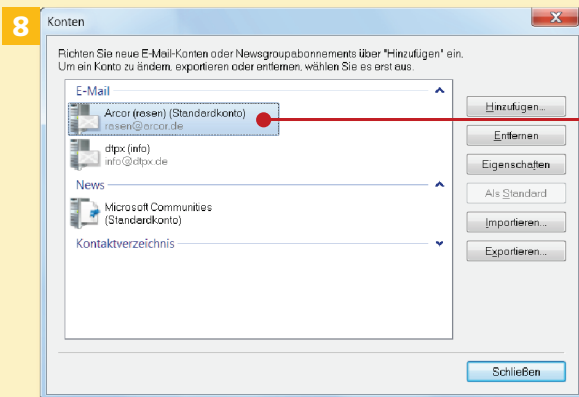 8
Konten
Richten Sie neue E-Mail-Konten oder Newsgroupabonnements über "Hinzufügen" ein.
Um ein Konto zu ändern, exportieren oder entfernen, wählen Sie es erst aus.
E-Mail
Arcor (rasen) (Standardkonto)
rasen@arcor.de
dtpx (info)
info@dtpx.de
News
Microsoft Communities
(Standardkonto)
Kontaktverzeichnis
Hinzufügen...
Entfernen
Eigenschaften
Als Standard
Importieren...
Exportieren...
Schließen